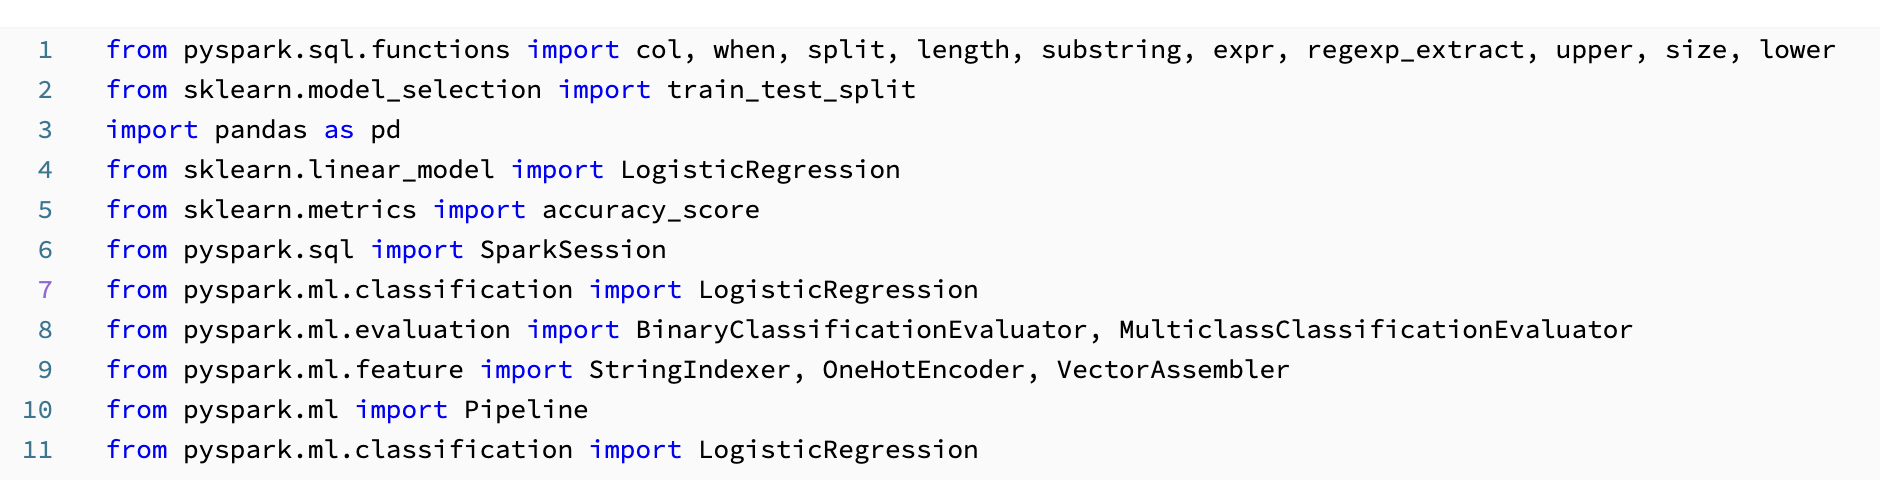 1 from pyspark.sql.functions import col, when, split, length, substring, expr, regexp_extract, upper, size, lower
2 from sklearn.model_selection import train_test_split
3 import pandas as pd
4 from sklearn.linear_model import LogisticRegression
5 from sklearn.metrics import accuracy_score
6 from pyspark.sql import SparkSession
7 from pyspark.ml.classification import LogisticRegression
8 from pyspark.ml.evaluation import BinaryClassificationEvaluator, MulticlassClassificationEvaluator
9 from pyspark.ml.feature import StringIndexer, OneHotEncoder, VectorAssembler
10 from pyspark.ml import Pipeline
11 from pyspark.ml.classification import LogisticRegression